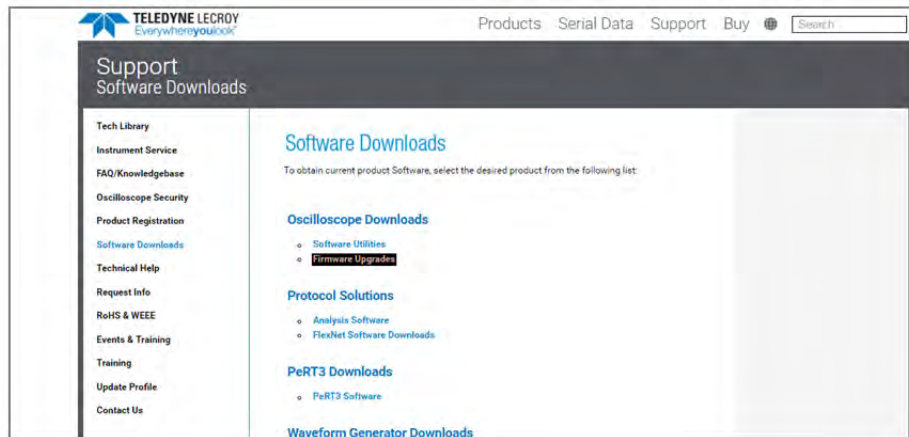 TELEDYNE LECROY
Everywhereyoulook
Products Serial Data Support Buy Search
Support
Software Downloads
Tech Library
Instrument Service
FAQ/Knowledgebase
Oscilloscope Security
Product Registration
Software Downloads
Technical Help
Request Info
RoHS & WEEE
Events & Training
Training
Update Profile
Contact Us
Software Downloads
To obtain current product Software, select the desired product from the following list:
Oscilloscope Downloads
Software Utilities
Firmware Upgrades
Protocol Solutions
Analysis Software
FlexNet Software Downloads
PeRT3 Downloads
PeRT3 Software
Waveform Generator Downloads